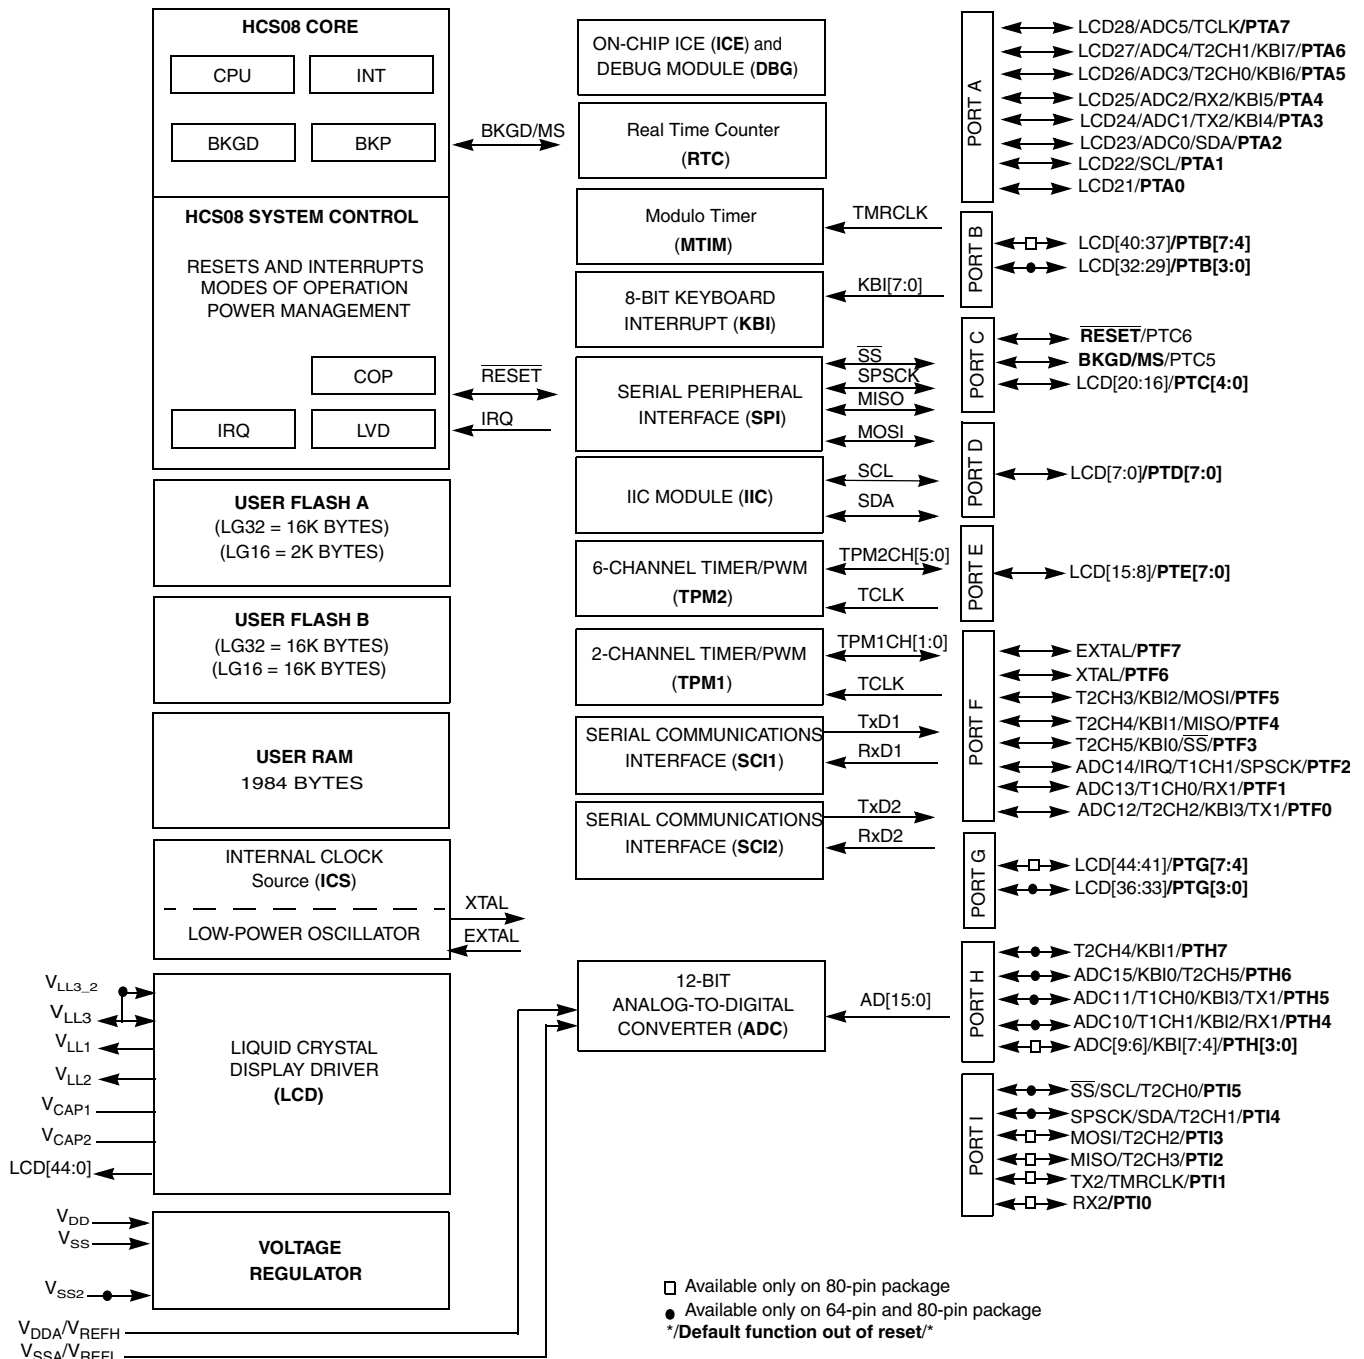 HCS08 CORE
CPU
INT
BKGD
BKP
BKGD/MS
HCS08 SYSTEM CONTROL
RESETS AND INTERRUPTS
MODES OF OPERATION
POWER MANAGEMENT
COP
IRQ
LVD
RESET
IRQ
USER FLASH A
(LG32 = 16K BYTES)
(LG16 = 2K BYTES)
USER FLASH B
(LG32 = 16K BYTES)
(LG16 = 16K BYTES)
USER RAM
1984 BYTES
INTERNAL CLOCK
Source (ICS)
LOW-POWER OSCILLATOR
XTAL
EXTAL
VLL3_2
VLL3
VLL1
VLL2
VCAP1
VCAP2
LCD[44:0]
LIQUID CRYSTAL
DISPLAY DRIVER
(LCD)
VDD
VSS
VSS2
VOLTAGE
REGULATOR
VDDA/VREFH
VSSA/VREFL
ON-CHIP ICE (ICE) and
DEBUG MODULE (DBG)
Real Time Counter
(RTC)
Modulo Timer
(MTIM)
TMRCLK
8-BIT KEYBOARD
INTERRUPT (KBI)
KBI[7:0]
SERIAL PERIPHERAL
INTERFACE (SPI)
SS
SPSCK
MISO
MOSI
IIC MODULE (IIC)
SCL
SDA
6-CHANNEL TIMER/PWM
(TPM2)
TPM2CH[5:0]
TCLK
2-CHANNEL TIMER/PWM
(TPM1)
TPM1CH[1:0]
TCLK
SERIAL COMMUNICATIONS
INTERFACE (SCI1)
TxD1
RxD1
SERIAL COMMUNICATIONS
INTERFACE (SCI2)
TxD2
RxD2
12-BIT
ANALOG-TO-DIGITAL
CONVERTER (ADC)
AD[15:0]
PORT A
LCD28/ADC5/TCLK/PTA7
LCD27/ADC4/T2CH1/KBI7/PTA6
LCD26/ADC3/T2CH0/KBI6/PTA5
LCD25/ADC2/RX2/KBI5/PTA4
LCD24/ADC1/TX2/KBI4/PTA3
LCD23/ADC0/SDA/PTA2
LCD22/SCL/PTA1
LCD21/PTA0
PORT B
LCD[40:37]/PTB[7:4]
LCD[32:29]/PTB[3:0]
PORT C
RESET/PTC6
BKGD/MS/PTC5
LCD[20:16]/PTC[4:0]
PORT D
LCD[7:0]/PTD[7:0]
PORT E
LCD[15:8]/PTE[7:0]
PORT F
EXTAL/PTF7
XTAL/PTF6
T2CH3/KBI2/MOSI/PTF5
T2CH4/KBI1/MISO/PTF4
T2CH5/KBI0/SS/PTF3
ADC14/IRQ/T1CH1/SPSCK/PTF2
ADC13/T1CH0/RX1/PTF1
ADC12/T2CH2/KBI3/TX1/PTF0
PORT G
LCD[44:41]/PTG[7:4]
LCD[36:33]/PTG[3:0]
PORT H
T2CH4/KBI1/PTH7
ADC15/KBI0/T2CH5/PTH6
ADC11/T1CH0/KBI3/TX1/PTH5
ADC10/T1CH1/KBI2/RX1/PTH4
ADC[9:6]/KBI[7:4]/PTH[3:0]
PORT I
SS/SCL/T2CH0/PTI5
SPSCK/SDA/T2CH1/PTI4
MOSI/T2CH2/PTI3
MISO/T2CH3/PTI2
TX2/TMRCLK/PTI1
RX2/PTI0
Available only on 80-pin package
Available only on 64-pin and 80-pin package
*/Default function out of reset/*